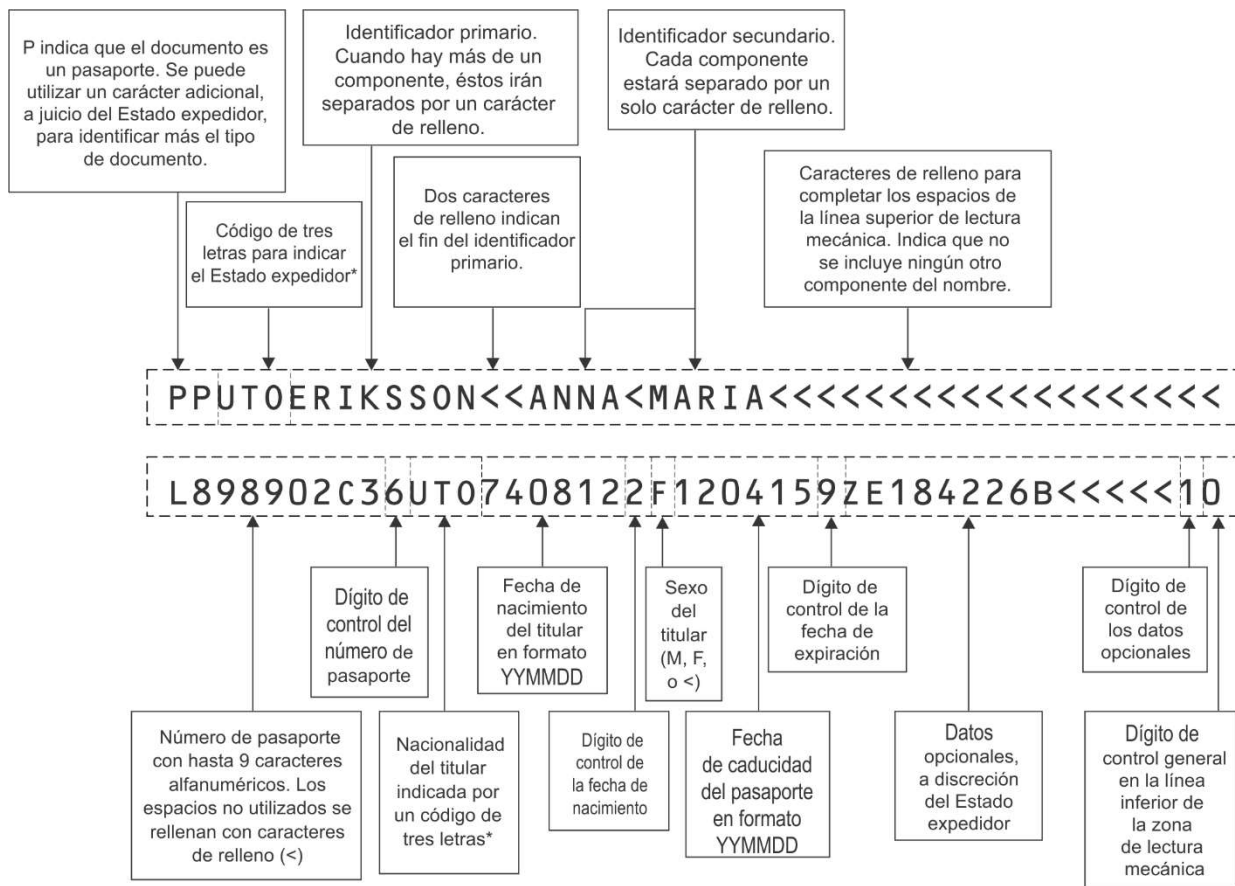 P indica que el documento es
un pasaporte. Se puede
utilizar un carácter adicional,
a juicio del Estado expedidor,
para identificar más el tipo
de documento.
Identificador primario.
Cuando hay más de un
componente, éstos irán
separados por un carácter
de relleno.
Identificador secundario.
Cada componente
estará separado por un
solo carácter de relleno.
Código de tres
letras para indicar
el Estado expedidor*
Dos caracteres
de relleno indican
el fin del identificador
primario.
Caracteres de relleno para
completar los espacios de
la línea superior de lectura
mecánica. Indica que no
se incluye ningún otro
componente del nombre.
PPUTOERIKSSON<<ANNA<MARIA<<<<<<<<<<<<<<<<<<<
L898902C36UTO7408122F1204159ZE184226B<<<<<10
Dígito de
control del
número de
pasaporte
Fecha de
nacimiento
del titular
en formato
YYMMDD
Sexo
del
titular
(M, F,
o <)
Dígito de
control de la
fecha de
expiración
Dígito de
control de
los datos
opcionales
Número de pasaporte
con hasta 9 caracteres
alfanuméricos. Los
espacios no utilizados se
rellenan con caracteres
de relleno (<)
Nacionalidad
del titular
indicada por
un código de
tres letras*
Dígito de
control de
la fecha de
nacimiento
Fecha
de caducidad
del pasaporte
en formato
YYMMDD
Datos
opcionales,
a discreción
del Estado
expedidor
Dígito de
control general
en la línea
inferior de
la zona
de lectura
mecánica